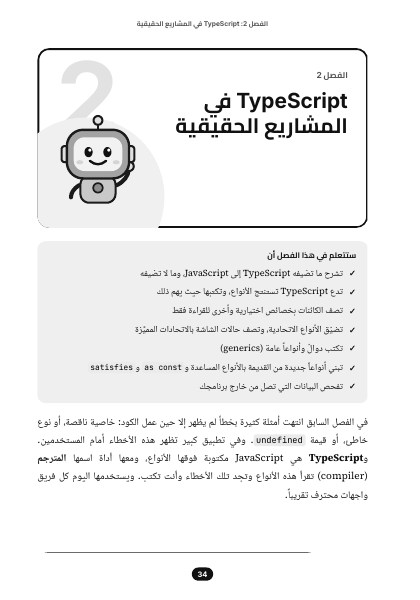 الفصل 2: TypeScript في المشاريع الحقيقية
2
الفصل 2
TypeScript في
المشاريع الحقيقية
ستتعلم في هذا الفصل أن
✓ تشرح ما تضيفه TypeScript إلى JavaScript، وما لا تضيفه
✓ تدع TypeScript تستنتج الأنواع، وتكتبها حيث يهم ذلك
✓ تصف الكائنات بخصائص اختيارية وأخرى للقراءة فقط
✓ تضيّق الأنواع الاتحادية، وتصف حالات الشاشة بالاتحادات المميَّزة
✓ تكتب دوالَّ وأنواعاً عامة (generics)
✓ تبني أنواعاً جديدة من القديمة بالأنواع المساعدة و as const و satisfies
✓ تفحص البيانات التي تصل من خارج برنامجك
في الفصل السابق انتهت أمثلة كثيرة بخطأ لم يظهر إلا حين عمل الكود: خاصية ناقصة، أو نوع
خاطئ، أو قيمة undefined. وفي تطبيق كبير تظهر هذه الأخطاء أمام المستخدمين.
وTypeScript هي JavaScript مكتوبة فوقها الأنواع، ومعها أداة اسمها المترجم
(compiler) تقرأ هذه الأنواع وتجد تلك الأخطاء وأنت تكتب. ويستخدمها اليوم كل فريق
واجهات محترف تقريباً.
34